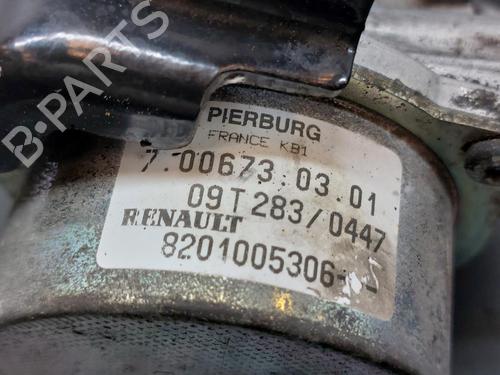 B-PARTS
PIERBURG
FRANCE KB1
7.00673.03.01
09T283/0447
RENAULT
8201005306-